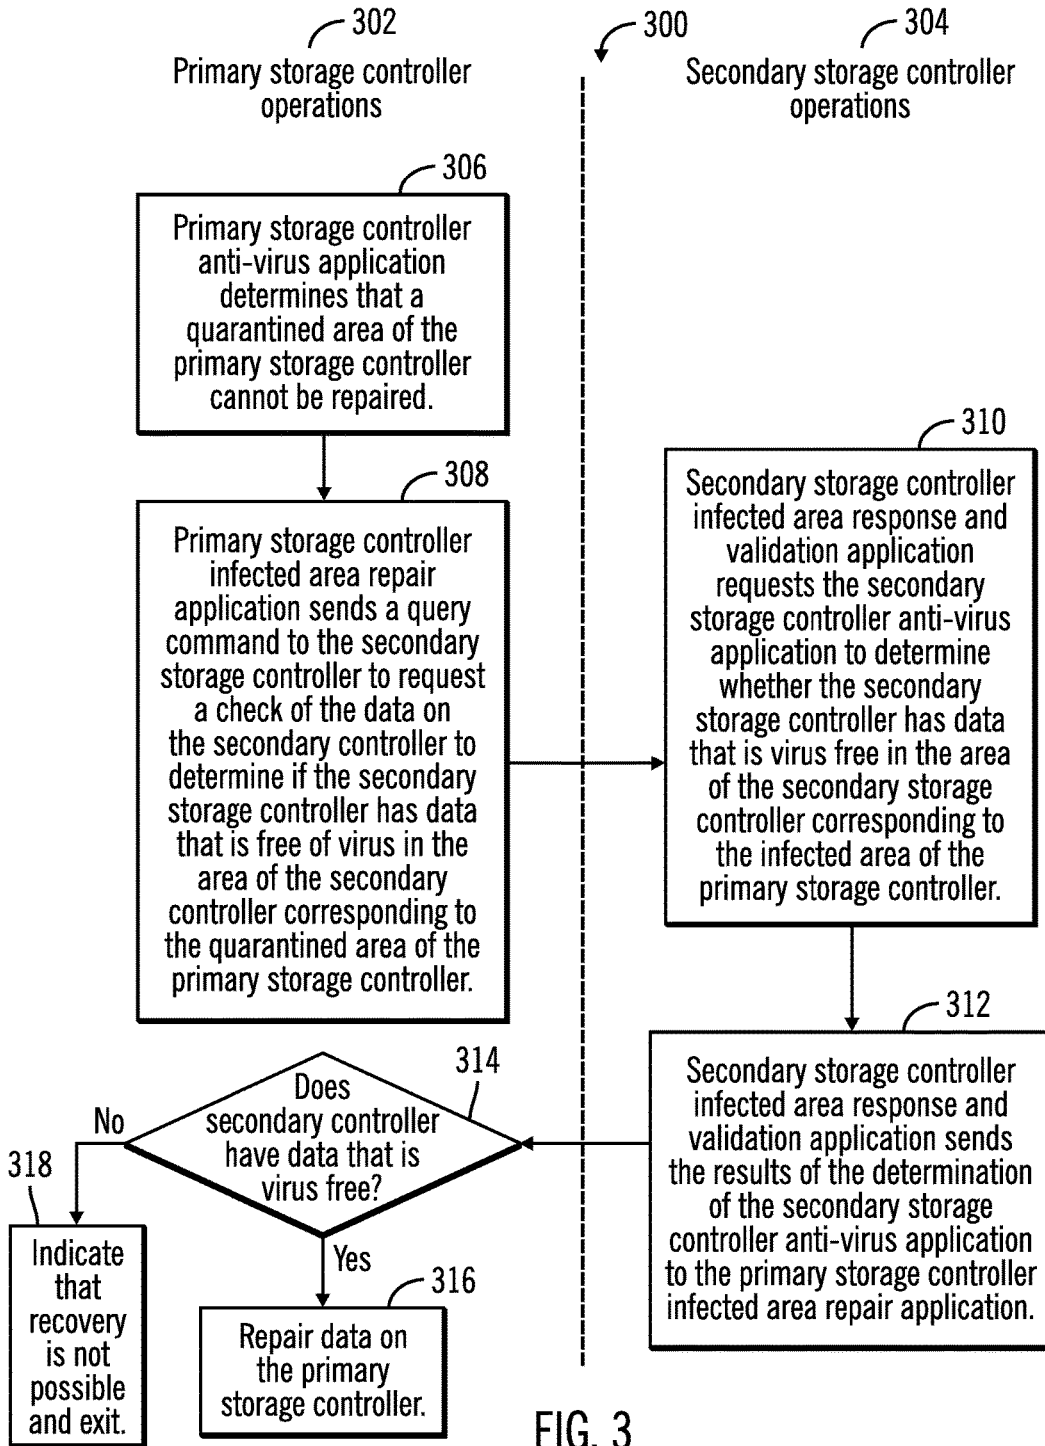 302
Primary storage controller
operations
300
304
Secondary storage controller
operations
306
Primary storage controller
anti-virus application
determines that a
quarantined area of the
primary storage controller
cannot be repaired.
308
Primary storage controller
infected area repair
application sends a query
command to the secondary
storage controller to request
a check of the data on
the secondary controller to
determine if the secondary
storage controller has data
that is free of virus in the
area of the secondary
controller corresponding to
the quarantined area of the
primary storage controller.
310
Secondary storage controller
infected area response and
validation application
requests the secondary
storage controller anti-virus
application to determine
whether the secondary
storage controller has data
that is virus free in the area
of the secondary storage
controller corresponding to
the infected area of the
primary storage controller.
312
Secondary storage controller
infected area response and
validation application sends
the results of the determination
of the secondary storage
controller anti-virus application
to the primary storage controller
infected area repair application.
314
Does
secondary controller
have data that is
virus free?
No
318
Indicate
that
recovery
is not
possible
and exit.
Yes
316
Repair data on
the primary
storage controller.
FIG. 3